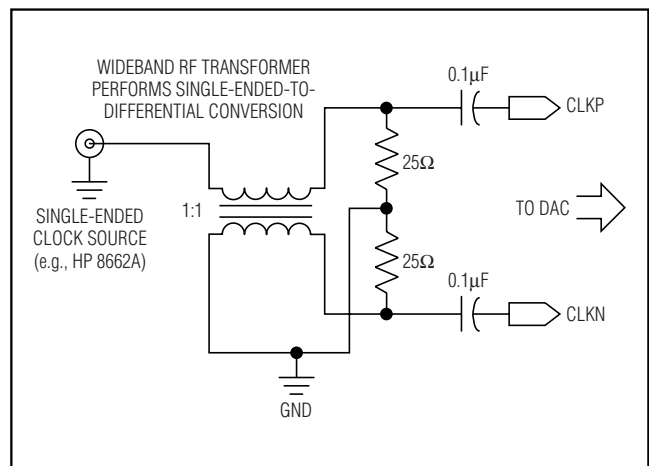 WIDEBAND RF TRANSFORMER
PERFORMS SINGLE-ENDED-TO-
DIFFERENTIAL CONVERSION
0.1µF
CLKP
25Ω
1:1
TO DAC
SINGLE-ENDED
CLOCK SOURCE
(e.g., HP 8662A)
25Ω
0.1µF
CLKN
GND